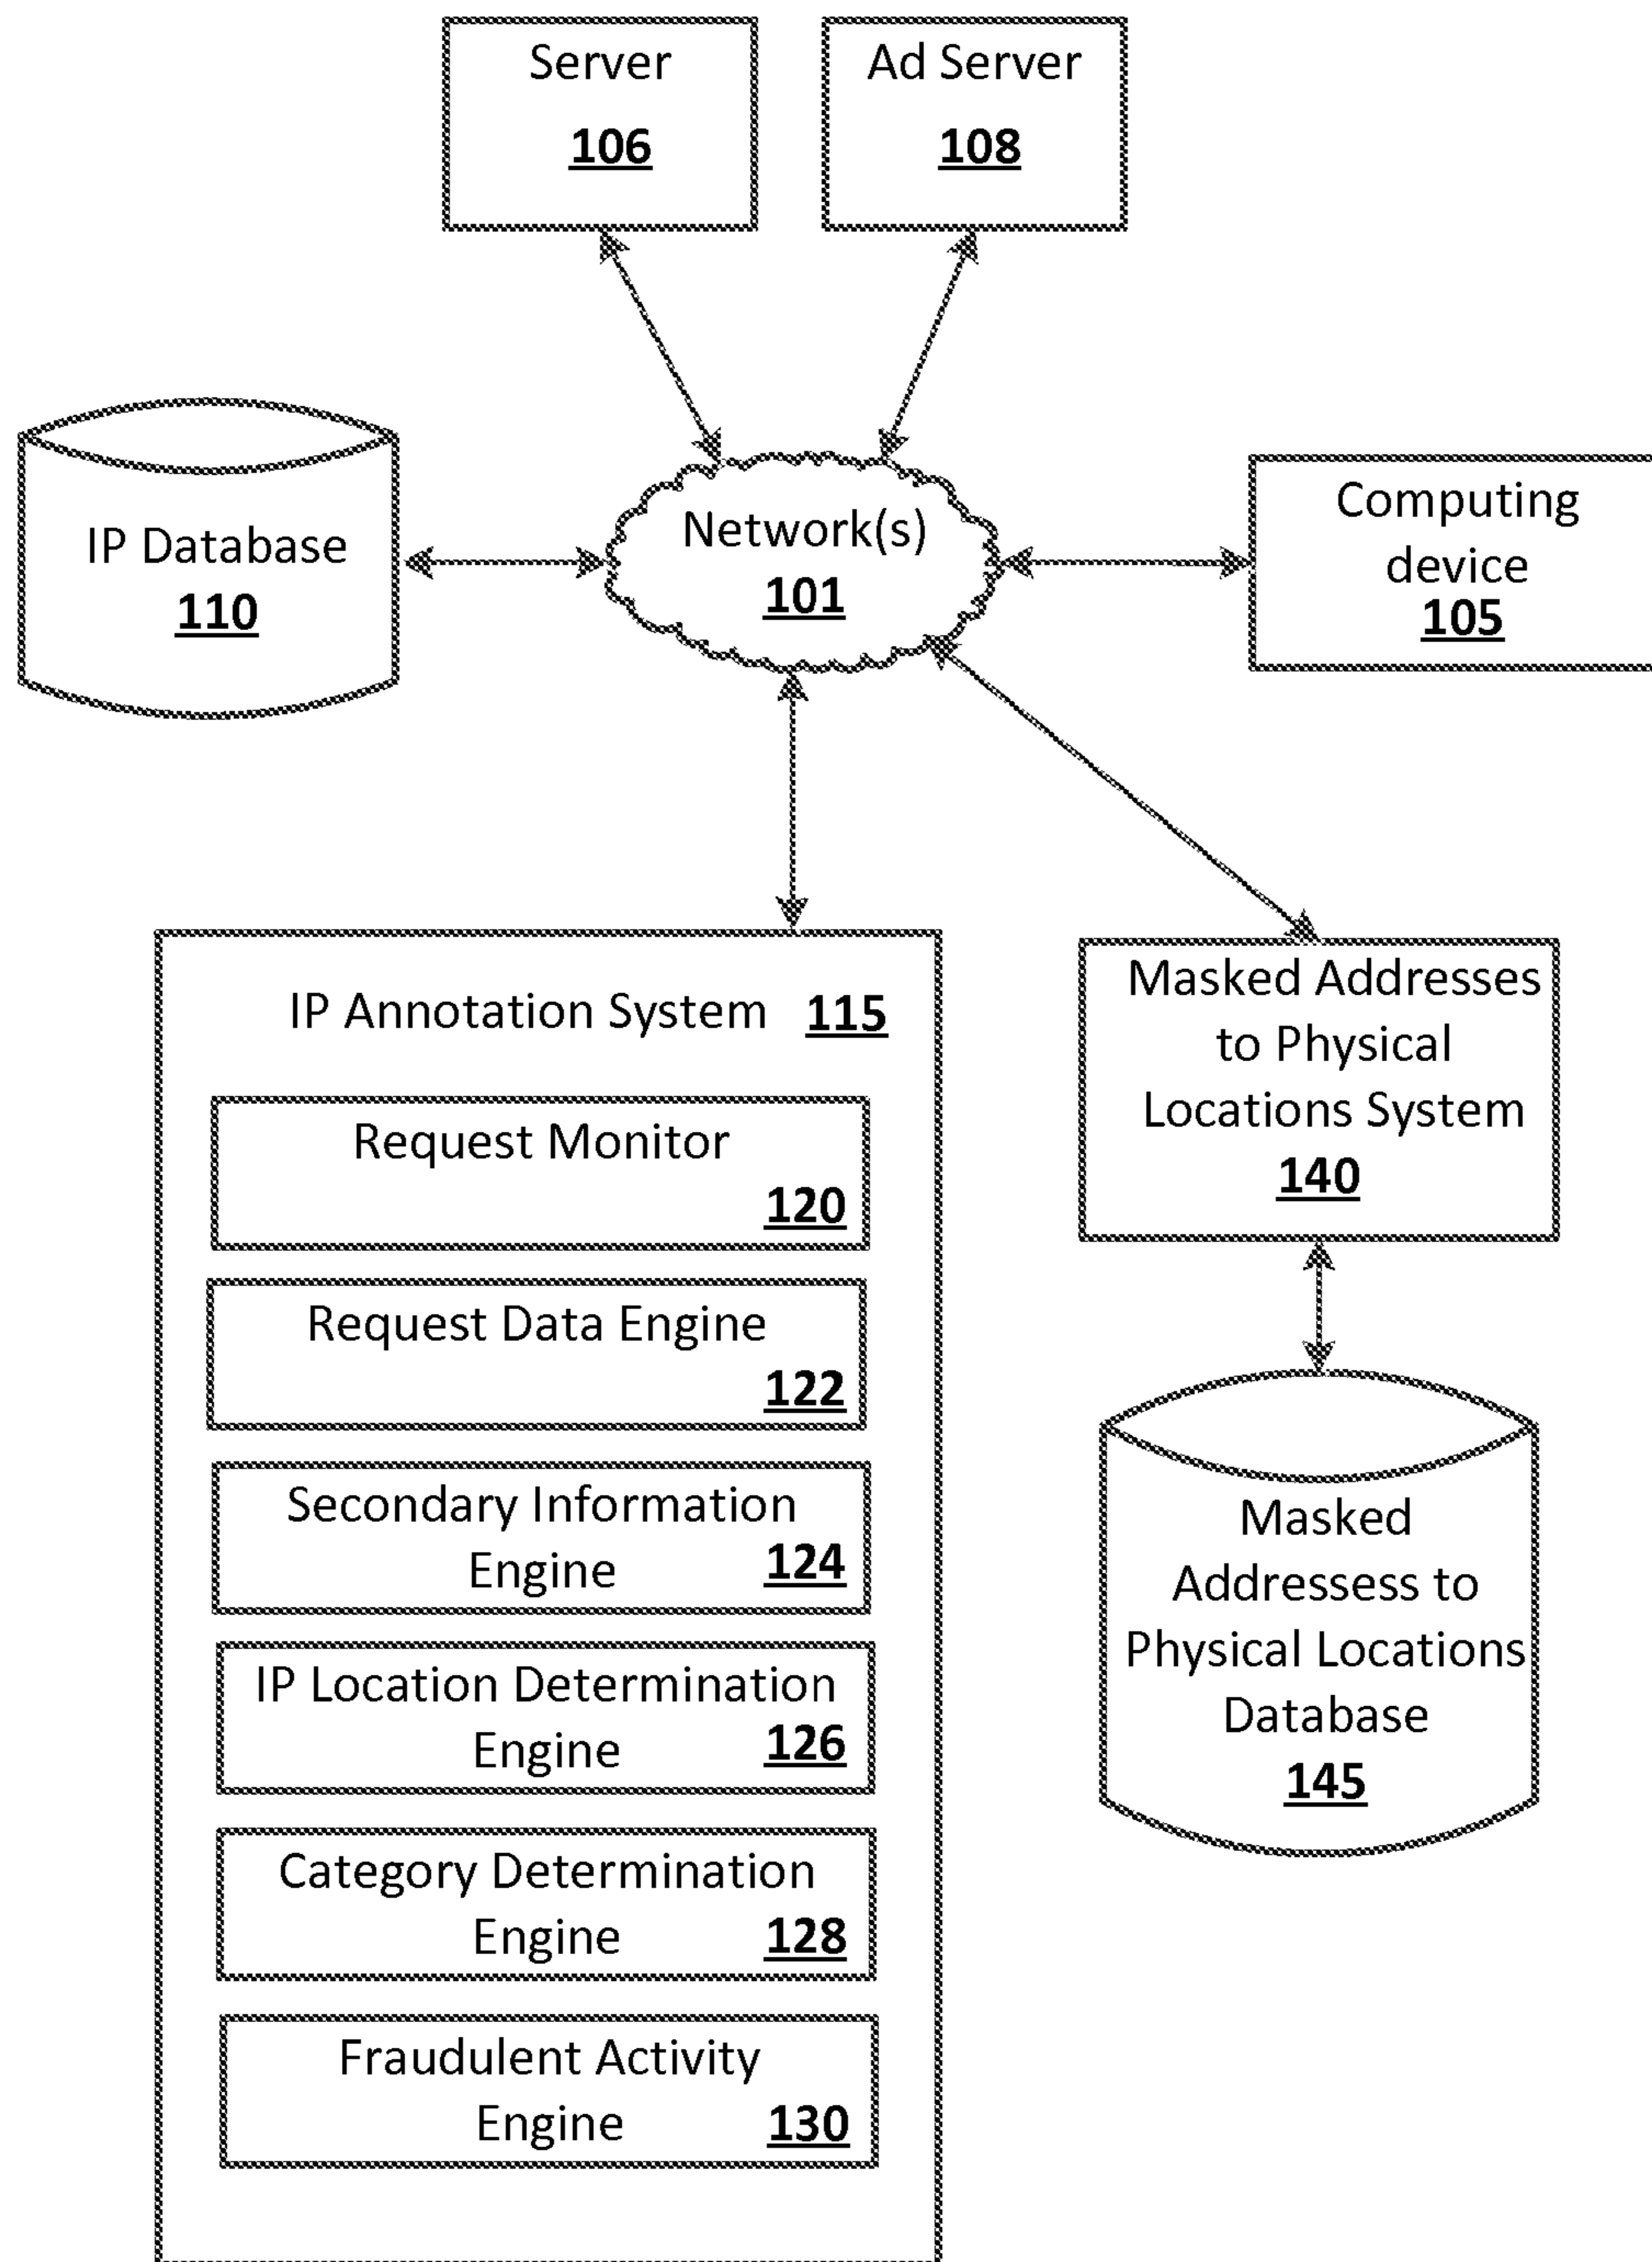 Server
106
Ad Server
108
IP Database
110
Network(s)
101
Computing
device
105
IP Annotation System 115
Request Monitor
120
Request Data Engine
122
Secondary Information
Engine 124
IP Location Determination
Engine 126
Category Determination
Engine 128
Fraudulent Activity
Engine 130
Masked Addresses
to Physical
Locations System
140
Masked
Addressess to
Physical Locations
Database
145